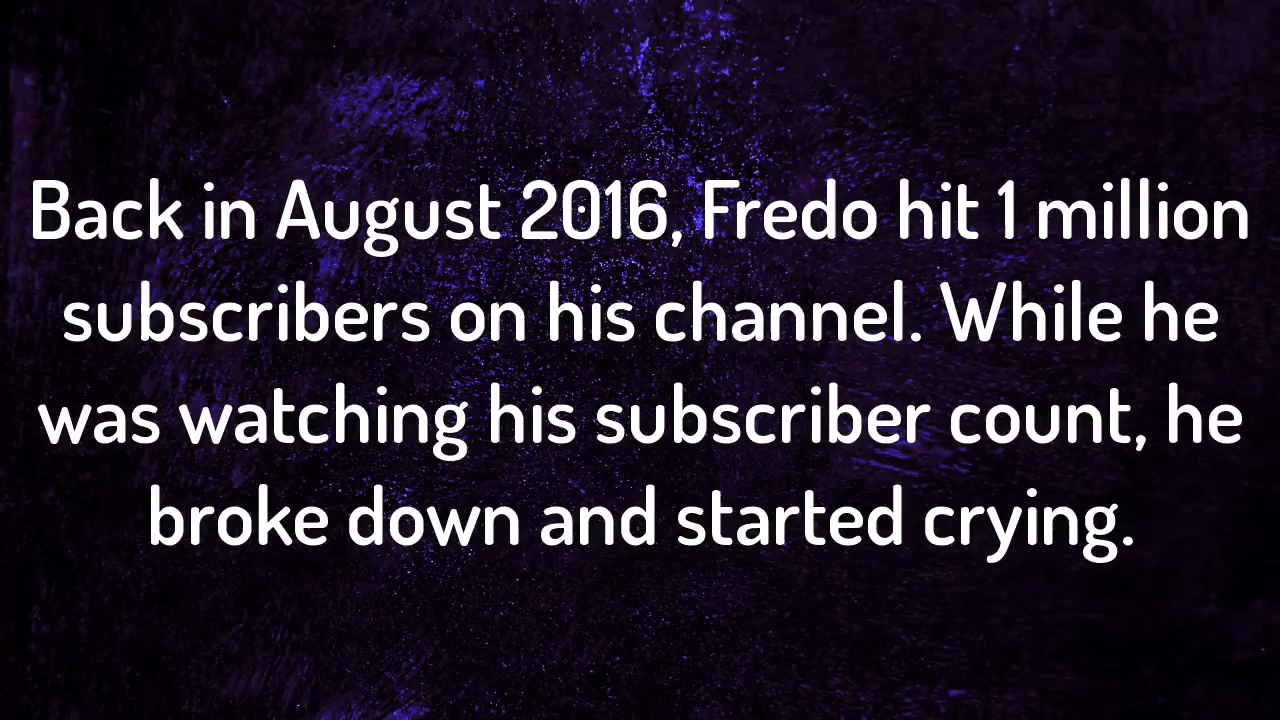 Back in August 2016, Fredo hit 1 million
subscribers on his channel. While he
was watching his subscriber count, he
broke down and started crying.